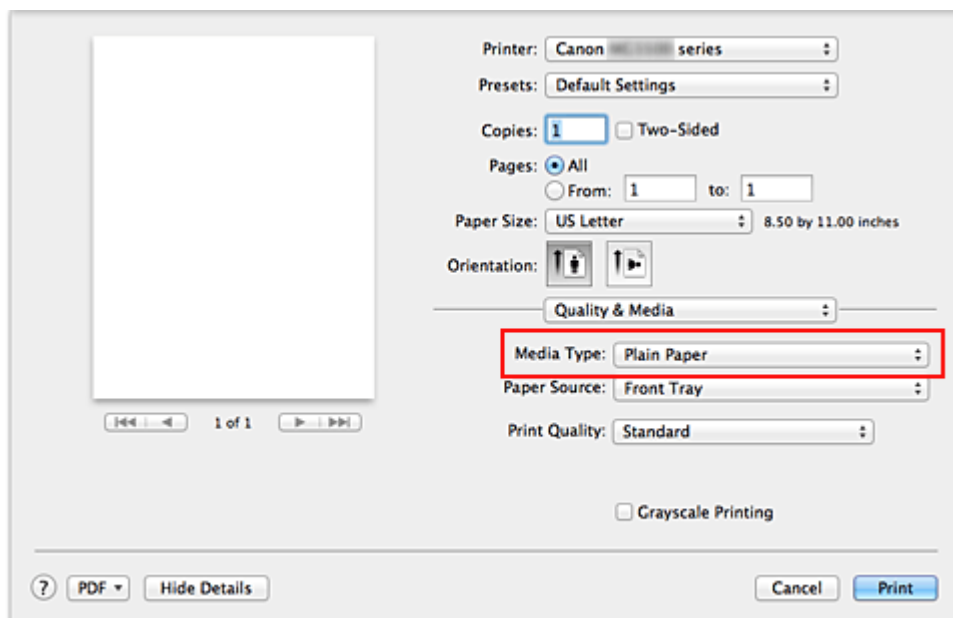 Printer: Canon series
Presets: Default Settings
Copies: 1 Two-Sided
Pages: All
From: 1 to: 1
Paper Size: US Letter 8.50 by 11.00 inches
Orientation:
Quality & Media
Media Type: Plain Paper
Paper Source: Front Tray
1 of 1
Print Quality: Standard
Grayscale Printing
? PDF Hide Details Cancel Print